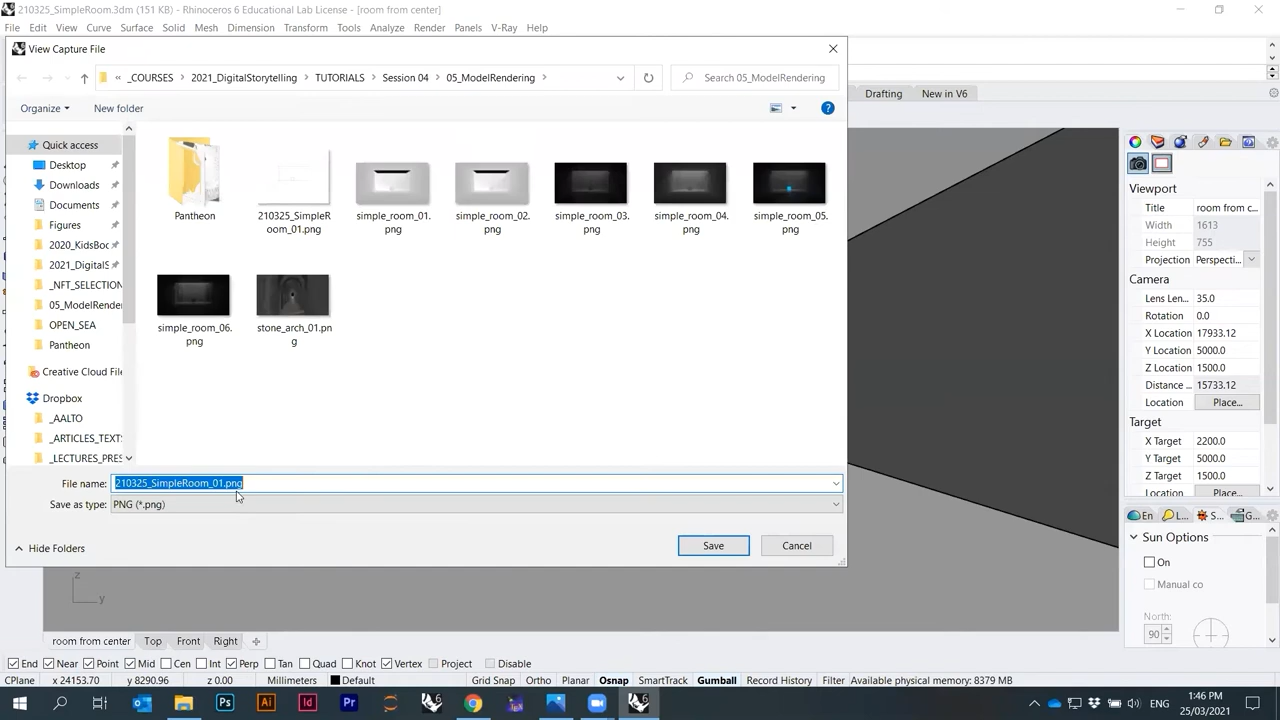 210325_SimpleRoom.3dm (151 KB) - Rhinoceros 6 Educational Lab License - [room from center]
File Edit View Curve Surface Solid Mesh Dimension Transform Tools Analyze Render Panels V-Ray Help
View Capture File
« _COURSES › 2021_DigitalStorytelling › TUTORIALS › Session 04 › 05_ModelRendering ›
Search 05_ModelRendering
Drafting New in V6
Organize New folder
Quick access
Desktop
Downloads
Documents
Figures
2020_KidsBoc
2021_DigitalS
_NFT_SELECTION
05_ModelRender
OPEN_SEA
Pantheon
Creative Cloud File
Dropbox
_AALTO
_ARTICLES_TEXTS
_LECTURES_PRES
Pantheon
210325_SimpleR
oom_01.png
simple_room_01.
png
simple_room_02.
png
simple_room_03.
png
simple_room_04.
png
simple_room_05.
png
simple_room_06.
png
stone_arch_01.pn
g
File name: 210325_SimpleRoom_01.png
Save as type: PNG (*.png)
Hide Folders
Save Cancel
Viewport
Title room from c...
Width 1613
Height 755
Projection Perspecti...
Camera
Lens Len... 35.0
Rotation 0.0
X Location 17933.12
Y Location 5000.0
Z Location 1500.0
Distance ... 15733.12
Location Place...
Target
X Target 2200.0
Y Target 5000.0
Z Target 1500.0
Location Place...
En L... S... G...
Sun Options
On
Manual co
North:
90
z
y
room from center Top Front Right
End Near Point Mid Cen Int Perp Tan Quad Knot Vertex Project Disable
CPlane x 24153.70 y 8290.96 z 0.00 Millimeters Default Grid Snap Ortho Planar Osnap SmartTrack Gumball Record History Filter Available physical memory: 8379 MB
Ps Ai Id Pr 6 6
ENG
1:46 PM
25/03/2021